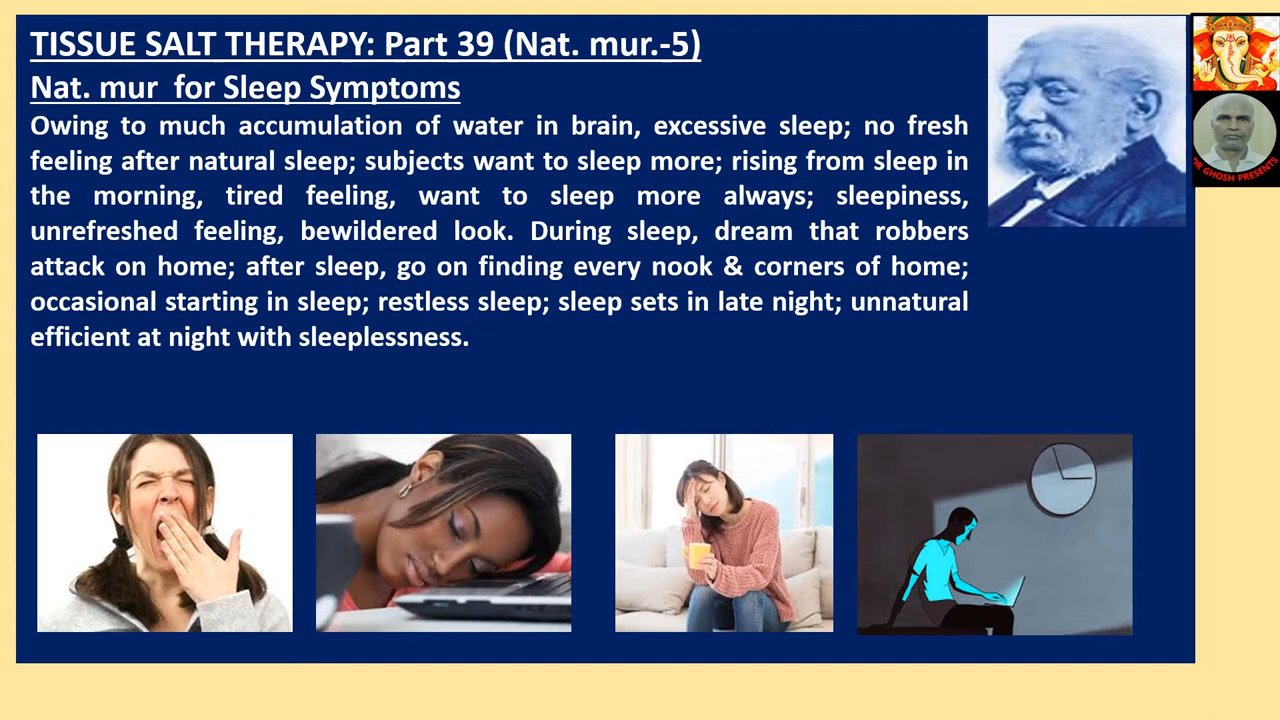 TISSUE SALT THERAPY: Part 39 (Nat. mur.-5)
Nat. mur for Sleep Symptoms
Owing to much accumulation of water in brain, excessive sleep; no fresh
feeling after natural sleep; subjects want to sleep more; rising from sleep in
the morning, tired feeling, want to sleep more always; sleepiness,
unrefreshed feeling, bewildered look. During sleep, dream that robbers
attack on home; after sleep, go on finding every nook & corners of home;
occasional starting in sleep; restless sleep; sleep sets in late night; unnatural
efficient at night with sleeplessness.
DR GHOSH PRESENTS